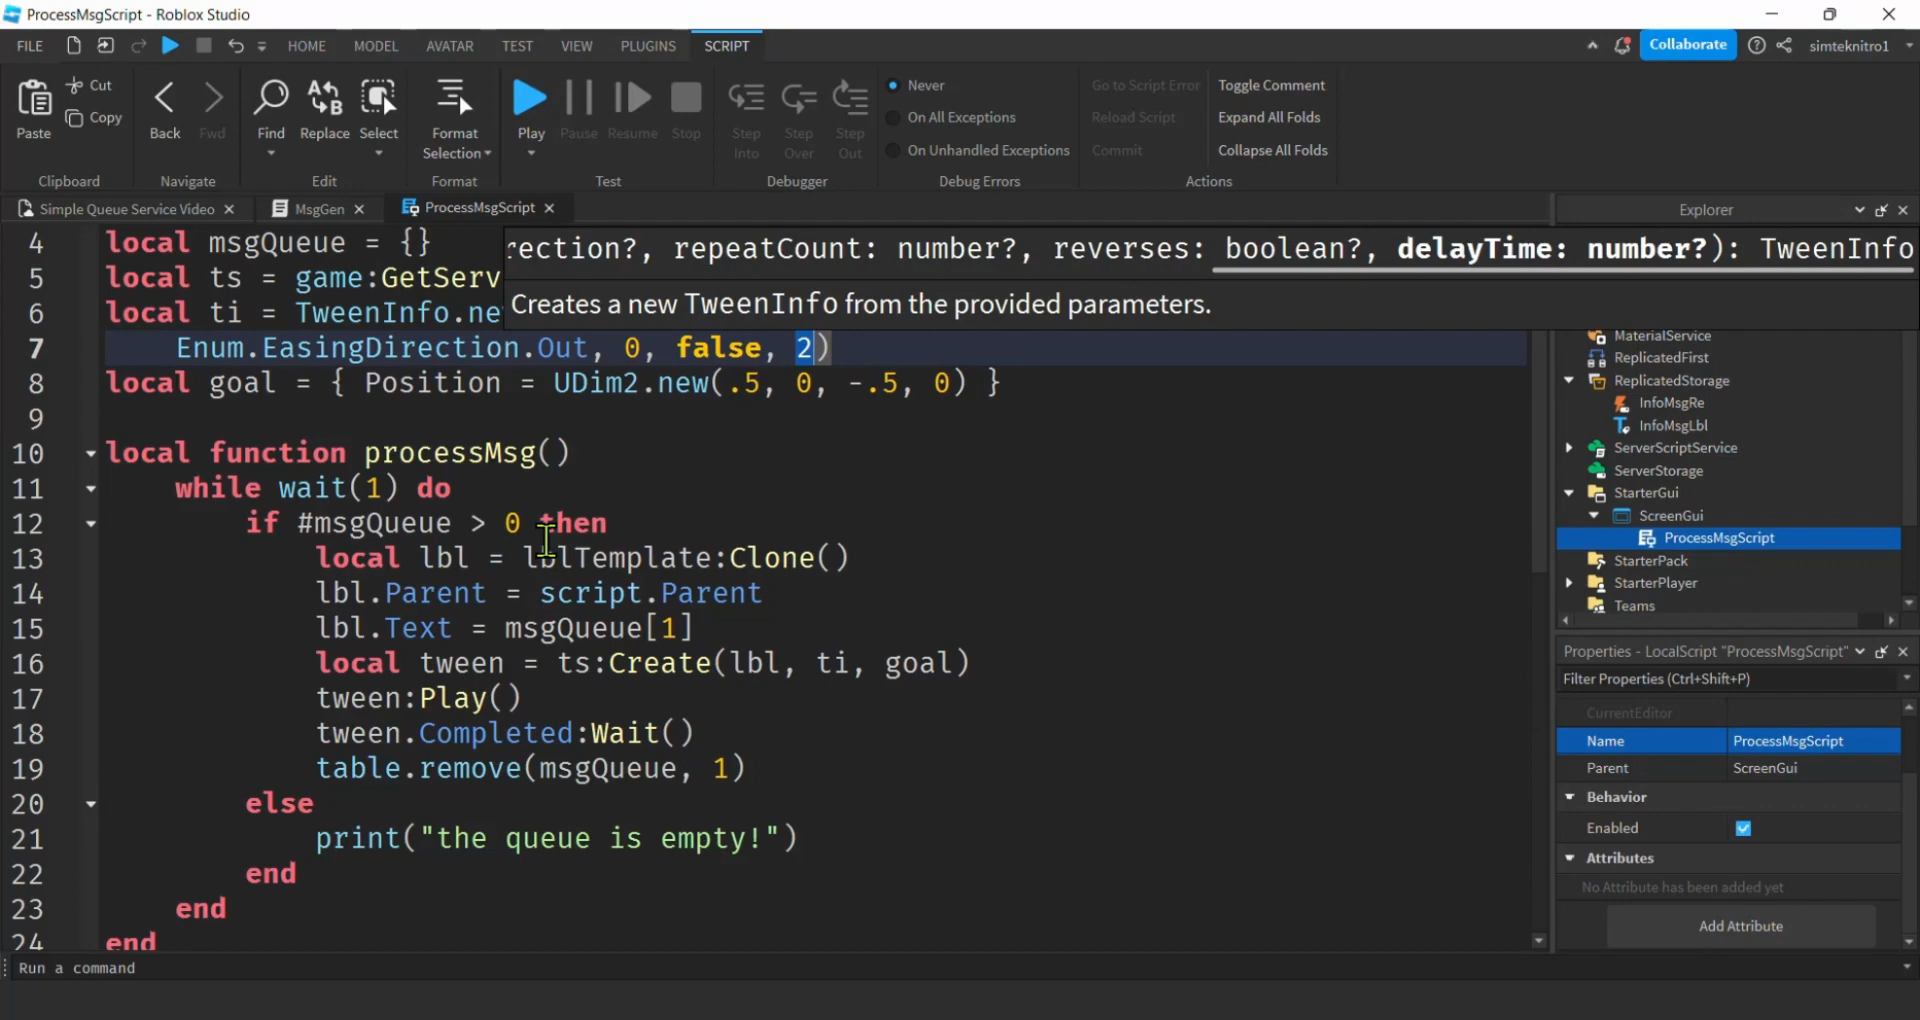 ProcessMsgScript - Roblox Studio
FILE HOME MODEL AVATAR TEST VIEW PLUGINS SCRIPT Collaborate simteknitro1
Paste Cut Copy Back Fwd Find Replace Select Format Selection Play Pause Resume Stop Step Into Step Over Step Out
Never Go to Script Error Toggle Comment
On All Exceptions Reload Script Expand All Folds
On Unhandled Exceptions Commit Collapse All Folds
Clipboard Navigate Edit Format Test Debugger Debug Errors Actions
Simple Queue Service Video MsgGen ProcessMsgScript
4 local msgQueue = {}
5 local ts = game:GetServ
6 local ti = TweenInfo.ne
7 Enum.EasingDirection.Out, 0, false, 2)
8 local goal = { Position = UDim2.new(.5, 0, -.5, 0) }
9
10 local function processMsg()
11 while wait(1) do
12 if #msgQueue > 0 then
13 local lbl = lblTemplate:Clone()
14 lbl.Parent = script.Parent
15 lbl.Text = msgQueue[1]
16 local tween = ts:Create(lbl, ti, goal)
17 tween:Play()
18 tween.Completed:Wait()
19 table.remove(msgQueue, 1)
20 else
21 print("the queue is empty!")
22 end
23 end
24 end
rection?, repeatCount: number?, reverses: boolean?, delayTime: number?): TweenInfo
Creates a new TweenInfo from the provided parameters.
Explorer
MaterialService
ReplicatedFirst
ReplicatedStorage
InfoMsgRe
InfoMsgLbl
ServerScriptService
ServerStorage
StarterGui
ScreenGui
ProcessMsgScript
StarterPack
StarterPlayer
Teams
Properties - LocalScript "ProcessMsgScript"
Filter Properties (Ctrl+Shift+P)
CurrentEditor
Name ProcessMsgScript
Parent ScreenGui
Behavior
Enabled
Attributes
No Attribute has been added yet
Add Attribute
Run a command